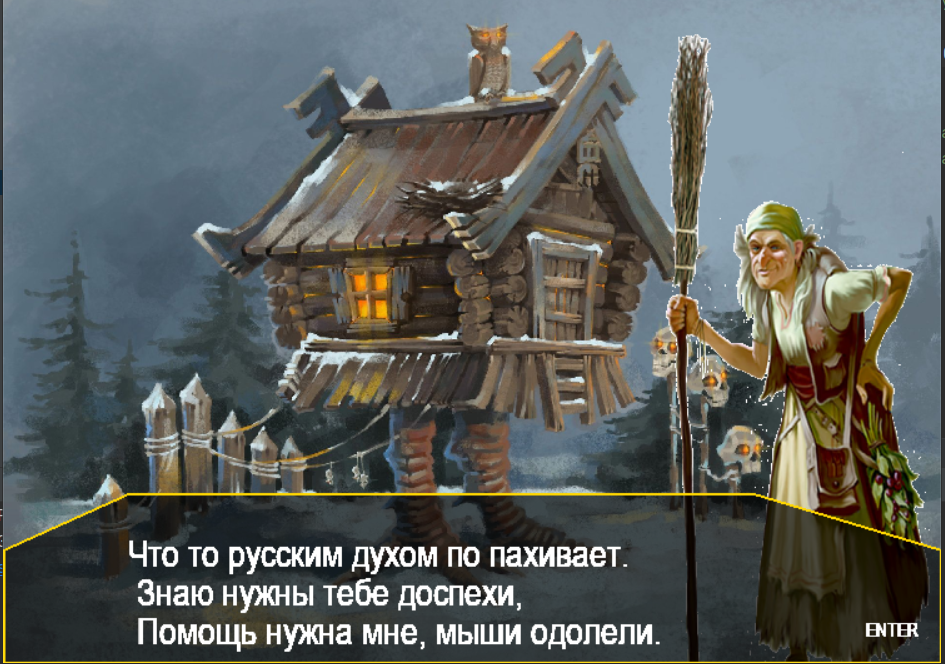 Что то русским духом по пахивает.
Знаю нужны тебе доспехи,
Помощь нужна мне, мыши одолели.
ENTER